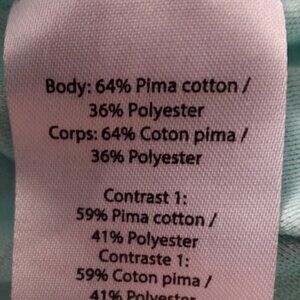 Body: 64% Pima cotton /
36% Polyester
Corps: 64% Coton pima /
36% Polyester
Contrast 1:
59% Pima cotton /
41% Polyester
Contraste 1:
59% Coton pima /
41% Polyester